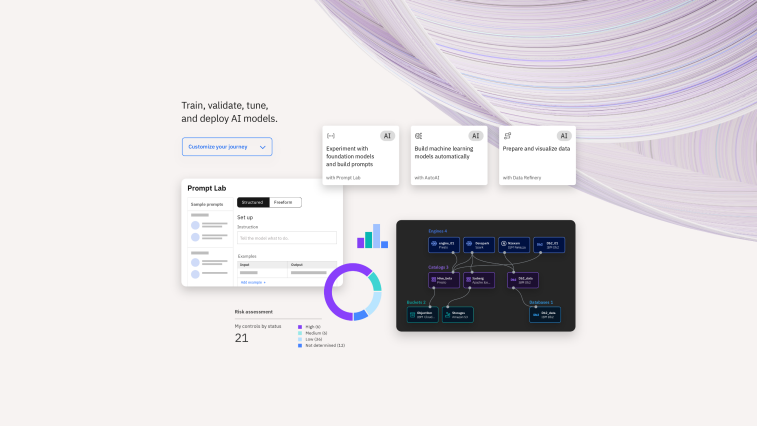 Train, validate, tune,
and deploy AI models.
Customize your journey
AI
Experiment with
foundation models
and build prompts
with Prompt Lab
AI
Build machine learning
models automatically
with AutoAI
AI
Prepare and visualize data
with Data Refinery
Prompt Lab
Sample prompts
Structured
Freeform
Set up
Instruction
Tell the model what to do.
Examples
Input
Output
Add example +
Risk assessment
My controls by status
21
High (6)
Medium (6)
Not determined (12)
Engines 4
Catalogs 3
Buckets 2
Databases 1